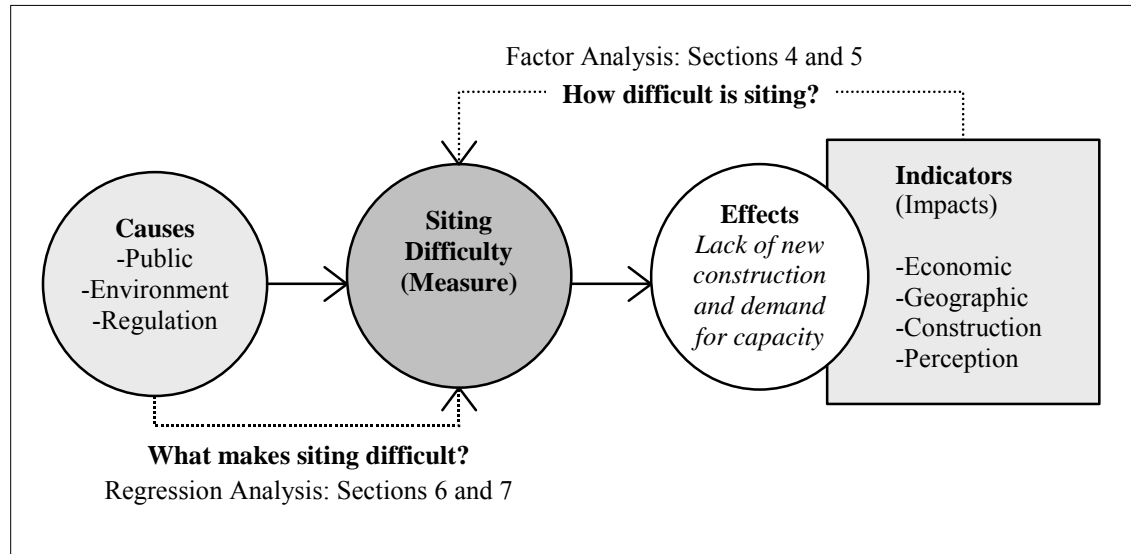 Factor Analysis: Sections 4 and 5
How difficult is siting?
Causes
-Public
-Environment
-Regulation
Siting
Difficulty
(Measure)
Effects
Lack of new
construction
and demand
for capacity
Indicators
(Impacts)
-Economic
-Geographic
-Construction
-Perception
What makes siting difficult?
Regression Analysis: Sections 6 and 7